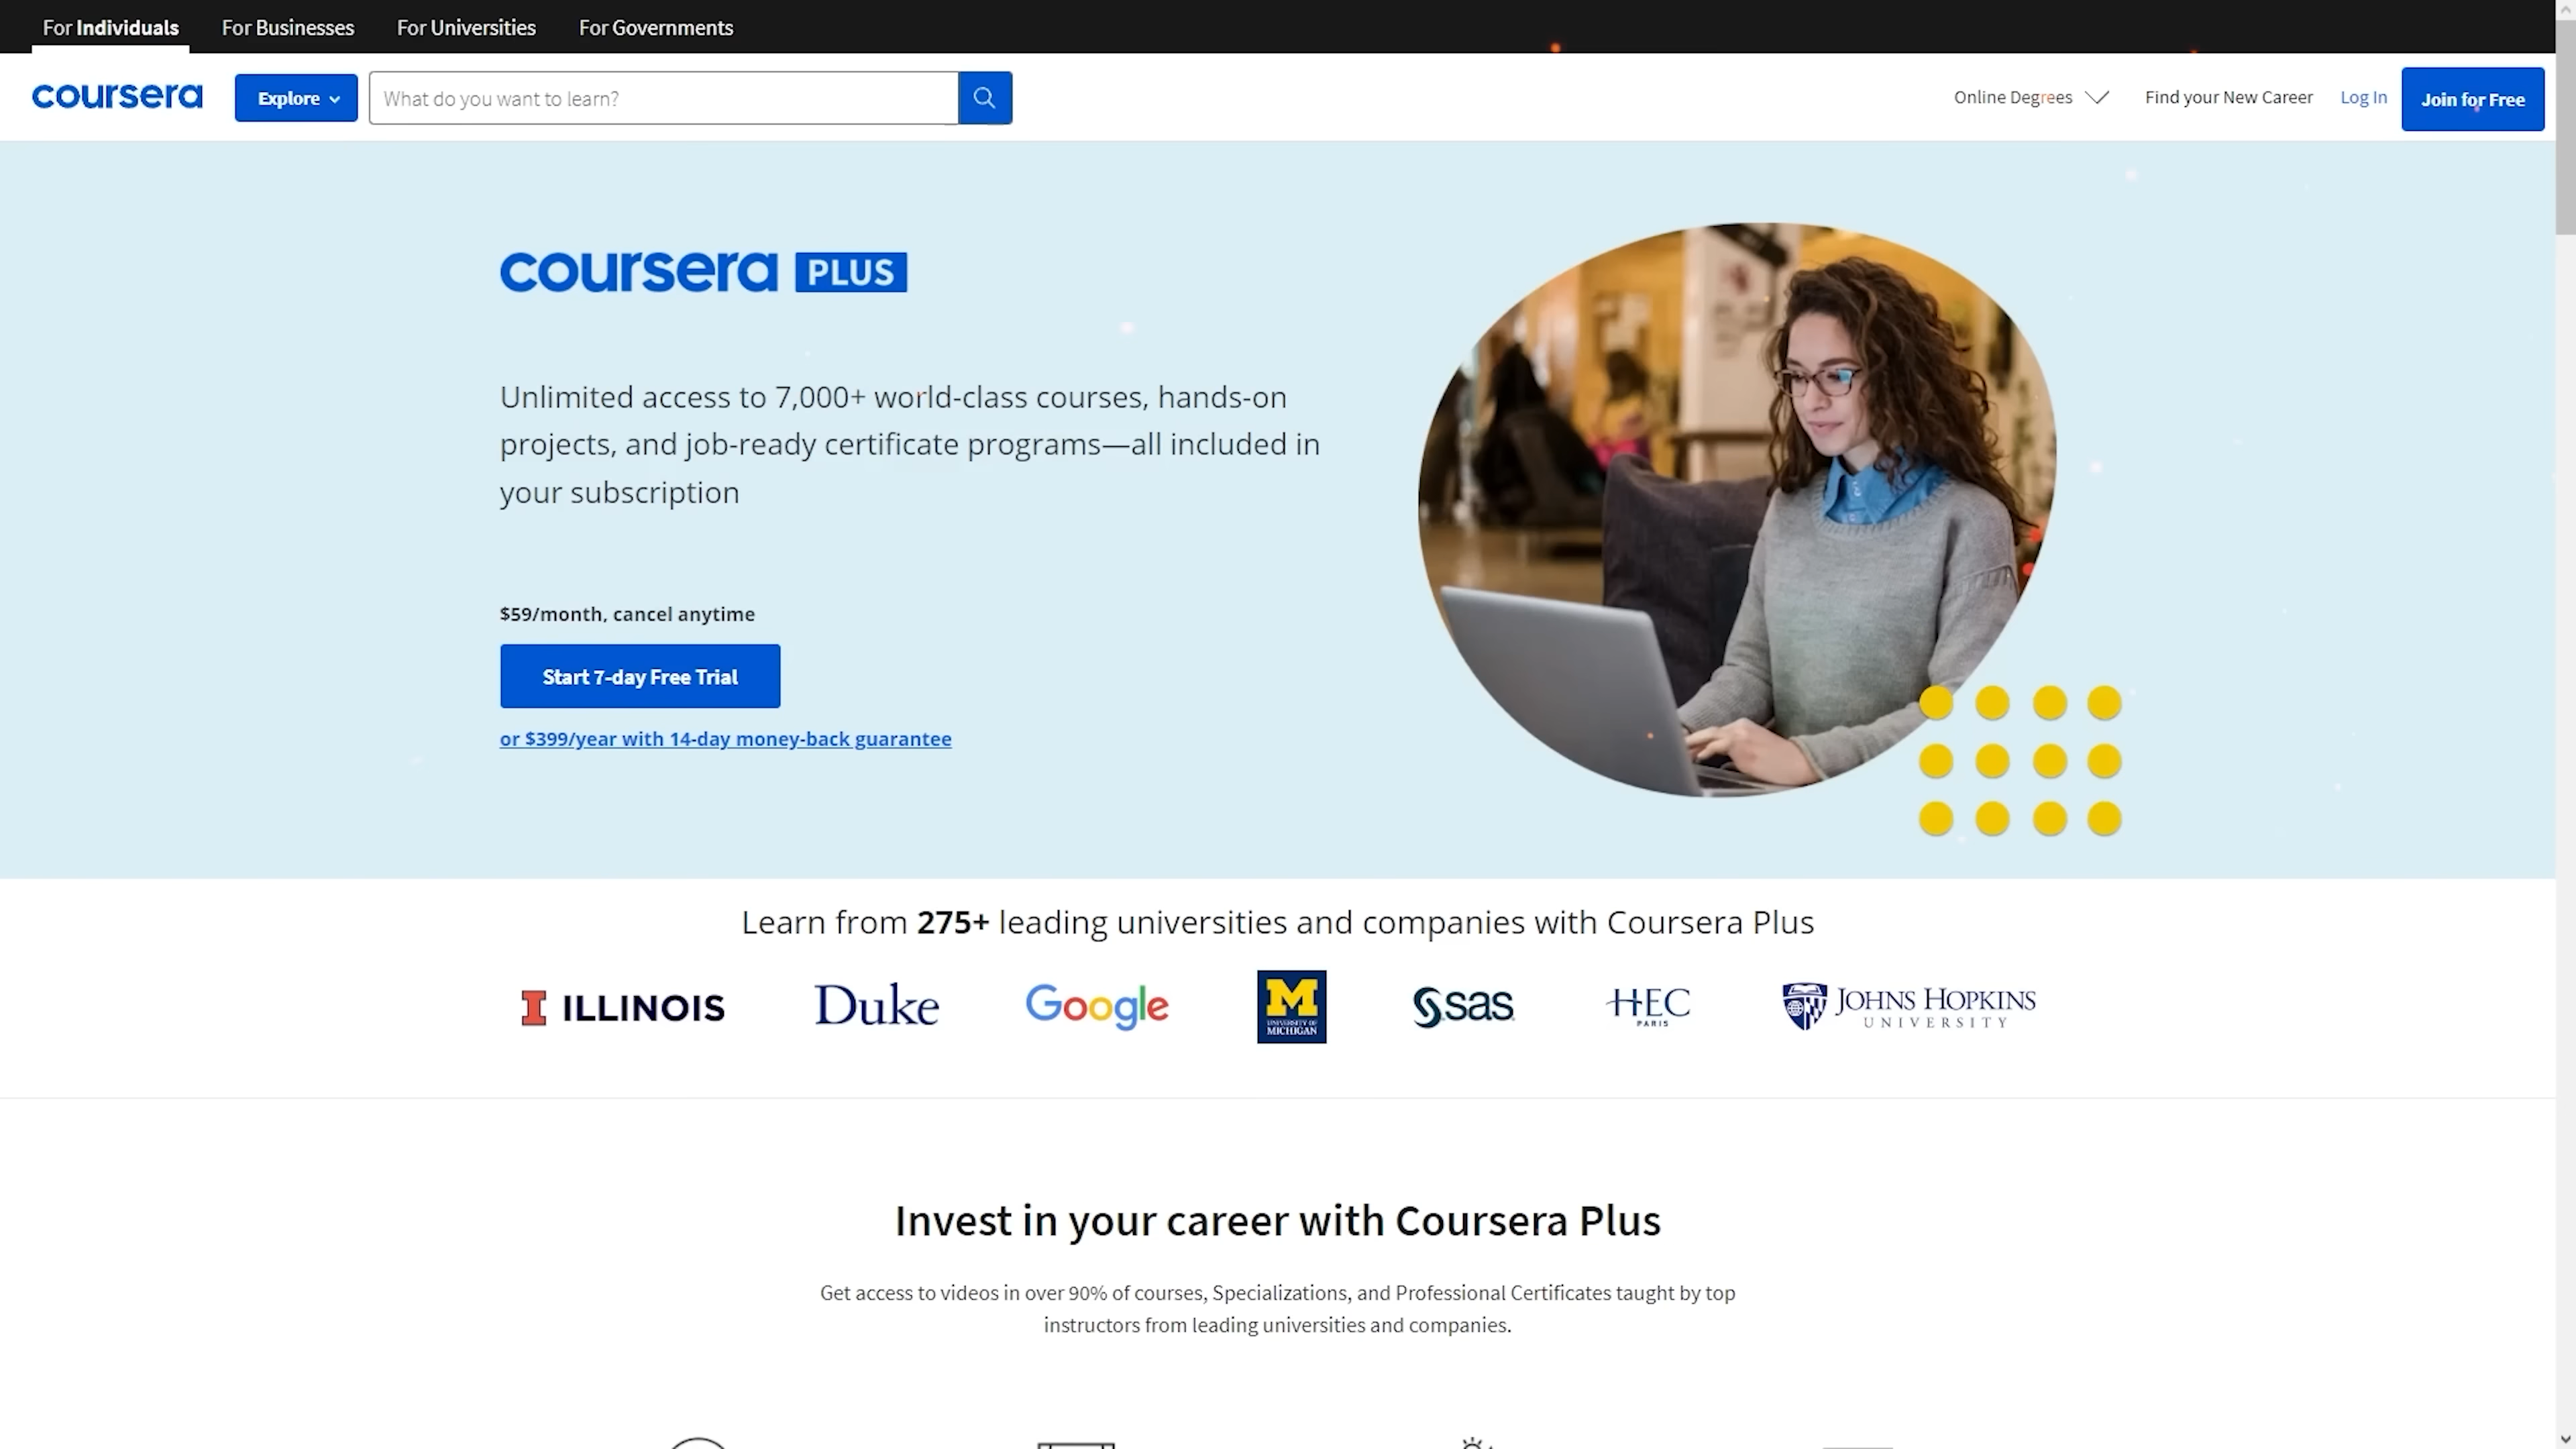 For Individuals
For Businesses
For Universities
For Governments
coursera
Explore
What do you want to learn?
Online Degrees
Find your New Career
Log In
Join for Free
coursera PLUS
Unlimited access to 7,000+ world-class courses, hands-on
projects, and job-ready certificate programs—all included in
your subscription
$59/month, cancel anytime
Start 7-day Free Trial
or $399/year with 14-day money-back guarantee
Learn from 275+ leading universities and companies with Coursera Plus
I ILLINOIS
Duke
Google
M
UNIVERSITY OF
MICHIGAN
sas
HEC
PARIS
JOHNS HOPKINS
UNIVERSITY
Invest in your career with Coursera Plus
Get access to videos in over 90% of courses, Specializations, and Professional Certificates taught by top
instructors from leading universities and companies.